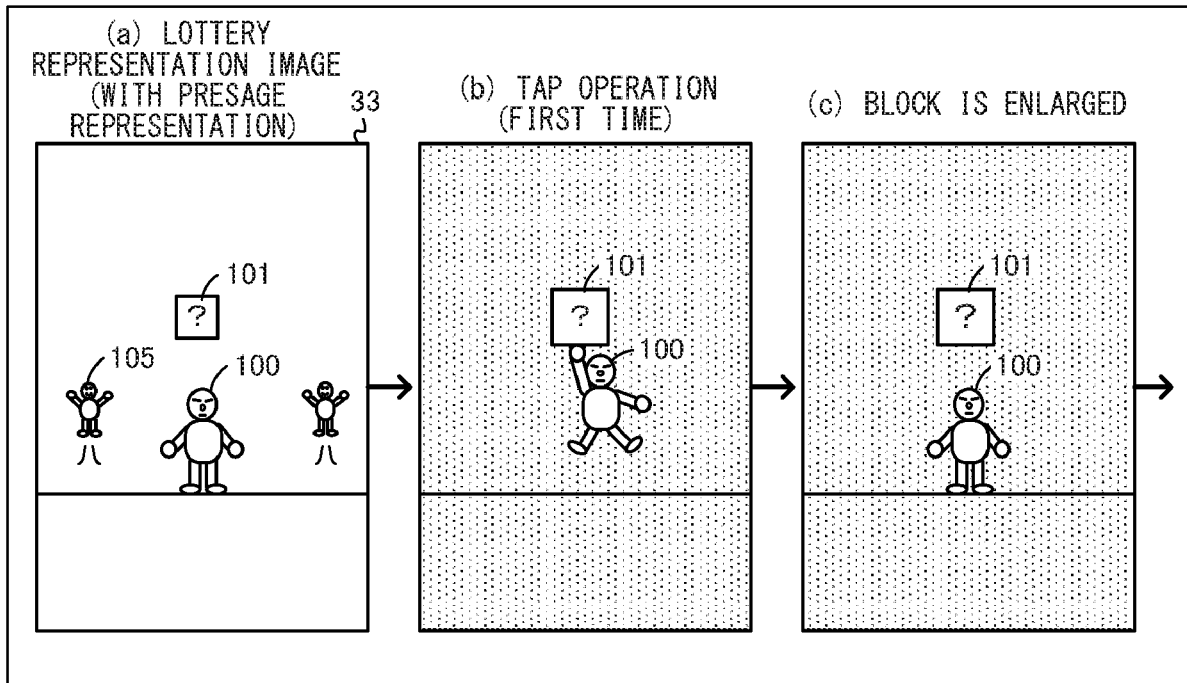 (a) LOTTERY
REPRESENTATION IMAGE
(WITH PRESAGE
REPRESENTATION)
33
101
?
105
100
(b) TAP OPERATION
(FIRST TIME)
101
?
100
(c) BLOCK IS ENLARGED
101
?
100